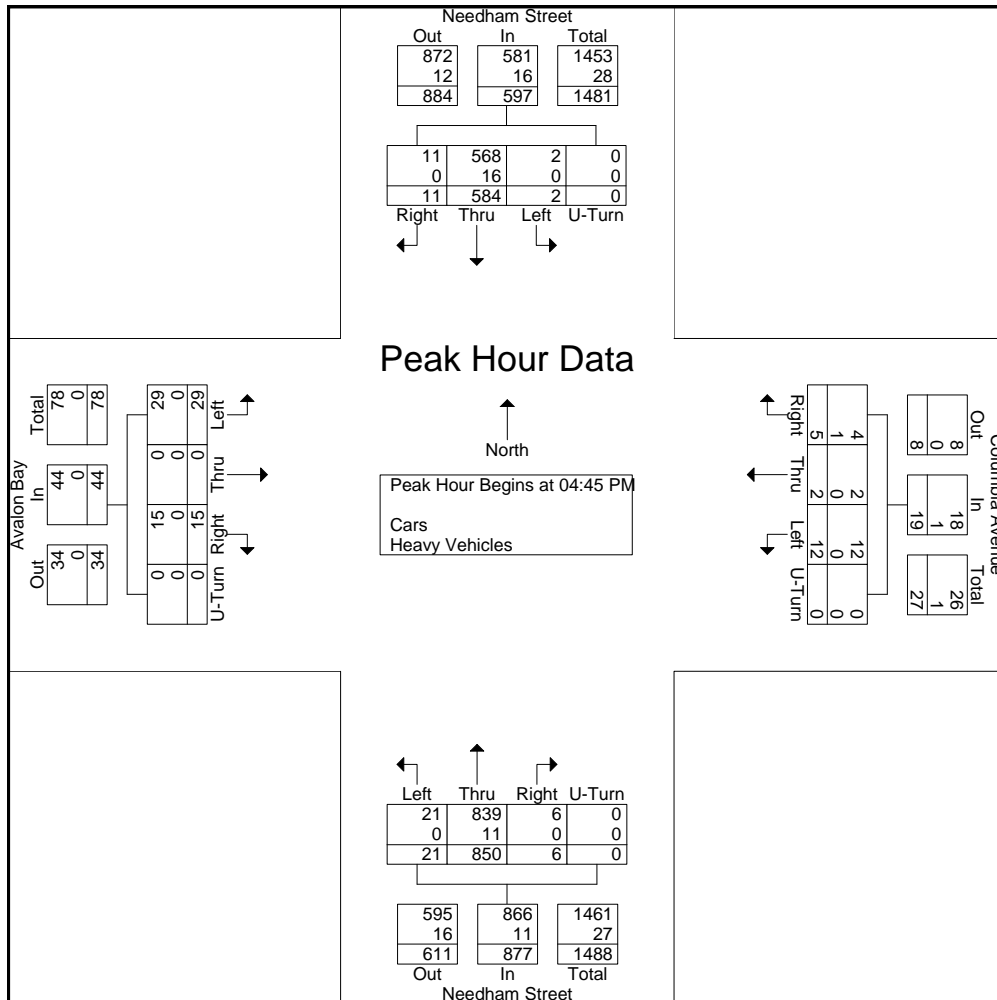 Needham Street
Out In Total
872 581 1453
12 16 28
884 597 1481
11 568 2 0
0 16 0 0
11 584 2 0
Right Thru Left U-Turn
Peak Hour Data
North
Peak Hour Begins at 04:45 PM
Cars
Heavy Vehicles
Avalon Bay
Out In Total
34 44 78
0 0 0
34 44 78
U-Turn Right Thru Left
0 15 0 29
0 0 0 0
0 15 0 29
Columbia Avenue
Out In Total
8 18 26
0 1 1
8 19 27
4 2 12 0
1 0 0 0
5 2 12 0
Right Thru Left U-Turn
Left Thru Right U-Turn
21 839 6 0
0 11 0 0
21 850 6 0
595 866 1461
16 11 27
611 877 1488
Out In Total
Needham Street